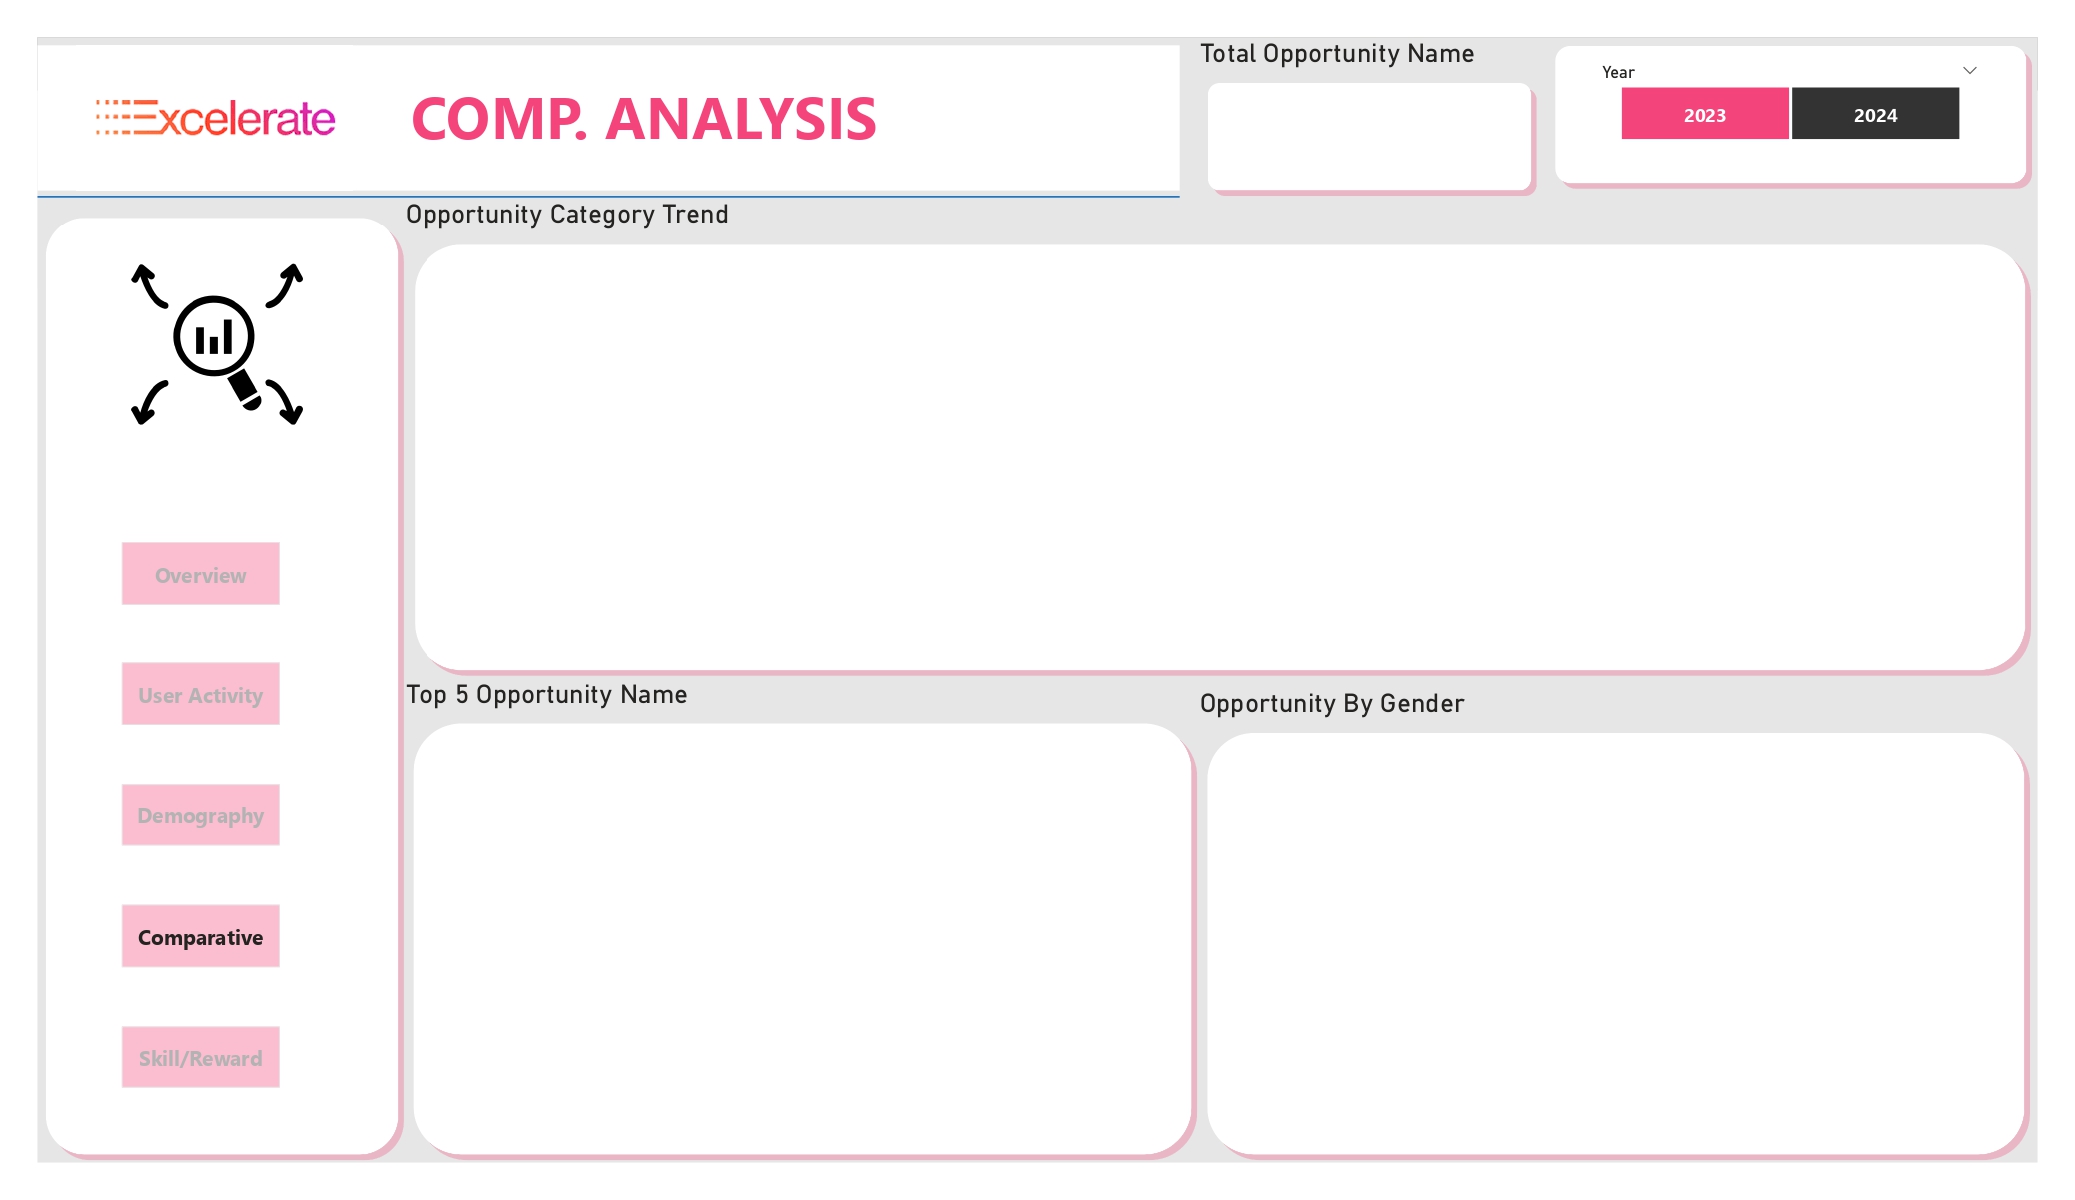 Excelerate
COMP. ANALYSIS
Total Opportunity Name
Year
2023
2024
Opportunity Category Trend
Overview
User Activity
Demography
Comparative
Skill/Reward
Top 5 Opportunity Name
Opportunity By Gender